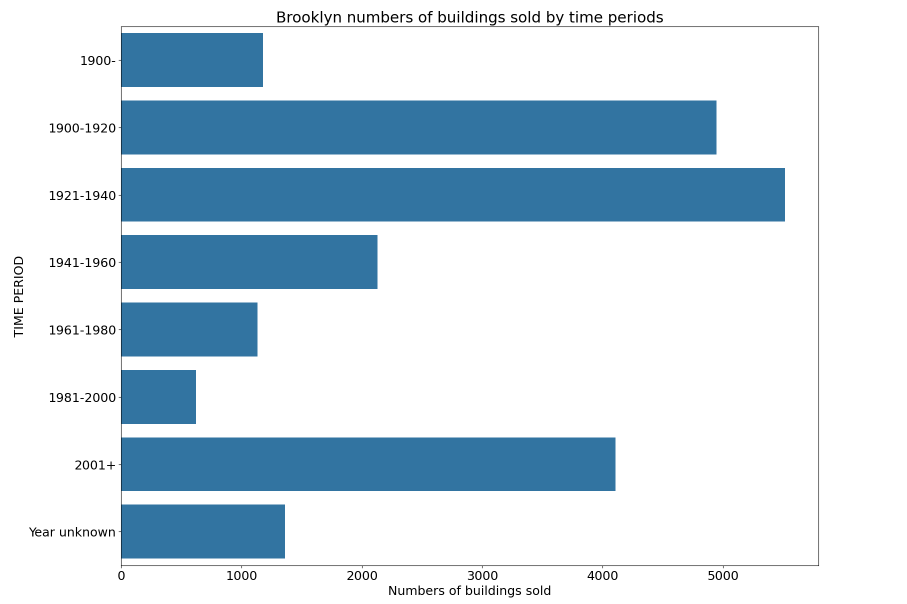 Brooklyn numbers of buildings sold by time periods
TIME PERIOD
1900-
1900-1920
1921-1940
1941-1960
1961-1980
1981-2000
2001+
Year unknown
0 1000 2000 3000 4000 5000
Numbers of buildings sold